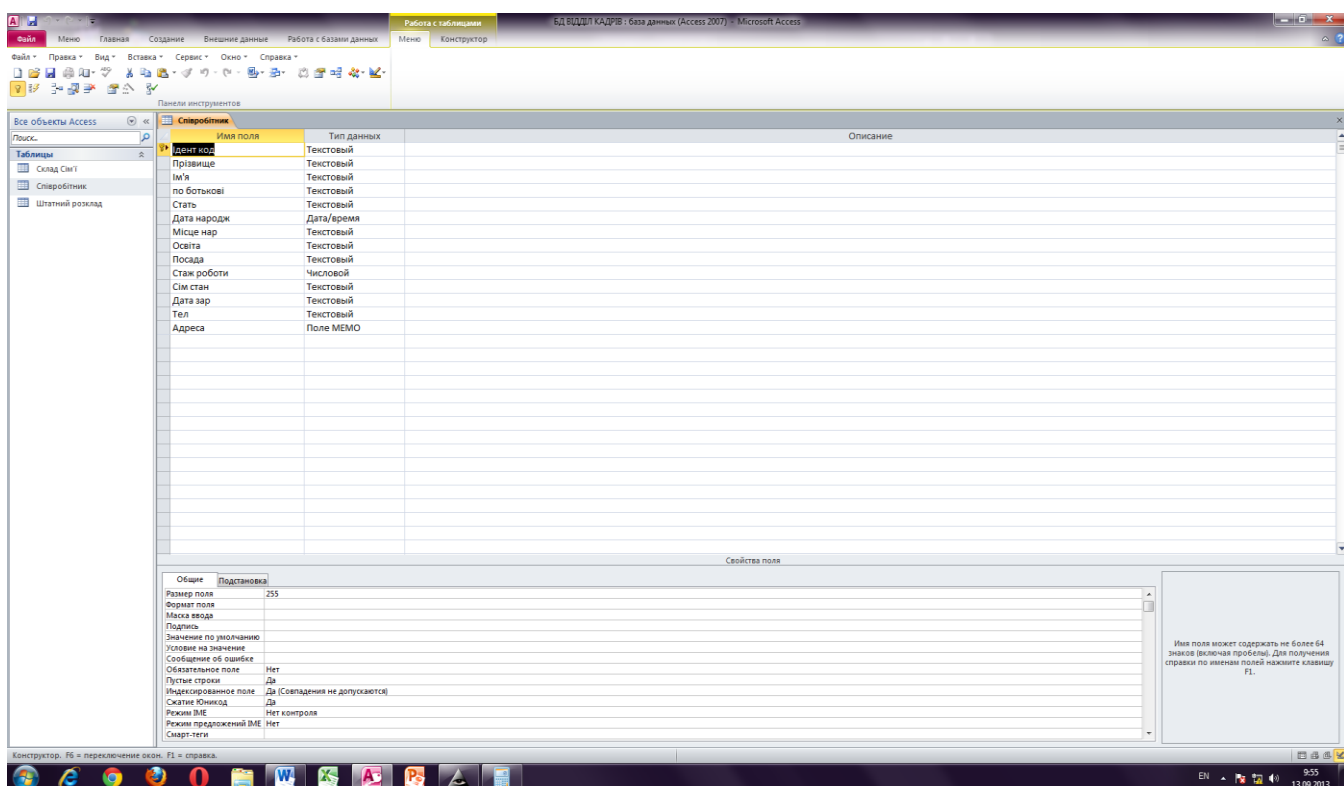 Работа с таблицами
БД ВІДДІЛ КАДРІВ : база данных (Access 2007) - Microsoft Access
Файл Меню Главная Создание Внешние данные Работа с базами данных Меню Конструктор
Файл Правка Вид Вставка Сервис Окно Справка
Панели инструментов
Все объекты Access
Поиск...
Таблицы
Склад Сім'ї
Співробітник
Штатний розклад
Співробітник
Имя поля Тип данных Описание
Ідент код Текстовый
Прізвище Текстовый
Ім'я Текстовый
по ботькові Текстовый
Стать Текстовый
Дата народж Дата/время
Місце нар Текстовый
Освіта Текстовый
Посада Текстовый
Стаж роботи Числовой
Сім стан Текстовый
Дата зар Текстовый
Тел Текстовый
Адреса Поле МЕМО
Свойства поля
Общие Подстановка
Размер поля 255
Формат поля
Маска ввода
Подпись
Значение по умолчанию
Условие на значение
Сообщение об ошибке
Обязательное поле Нет
Пустые строки Да
Индексированное поле Да (Совпадения не допускаются)
Сжатие Юникод Да
Режим IME Нет контроля
Режим предложений IME Нет
Смарт-теги
Имя поля может содержать не более 64
знаков (включая пробелы). Для получения
справки по именам полей нажмите клавишу
F1.
Конструктор. F6 = переключение окон. F1 = справка.
EN
9:55
13.09.2013